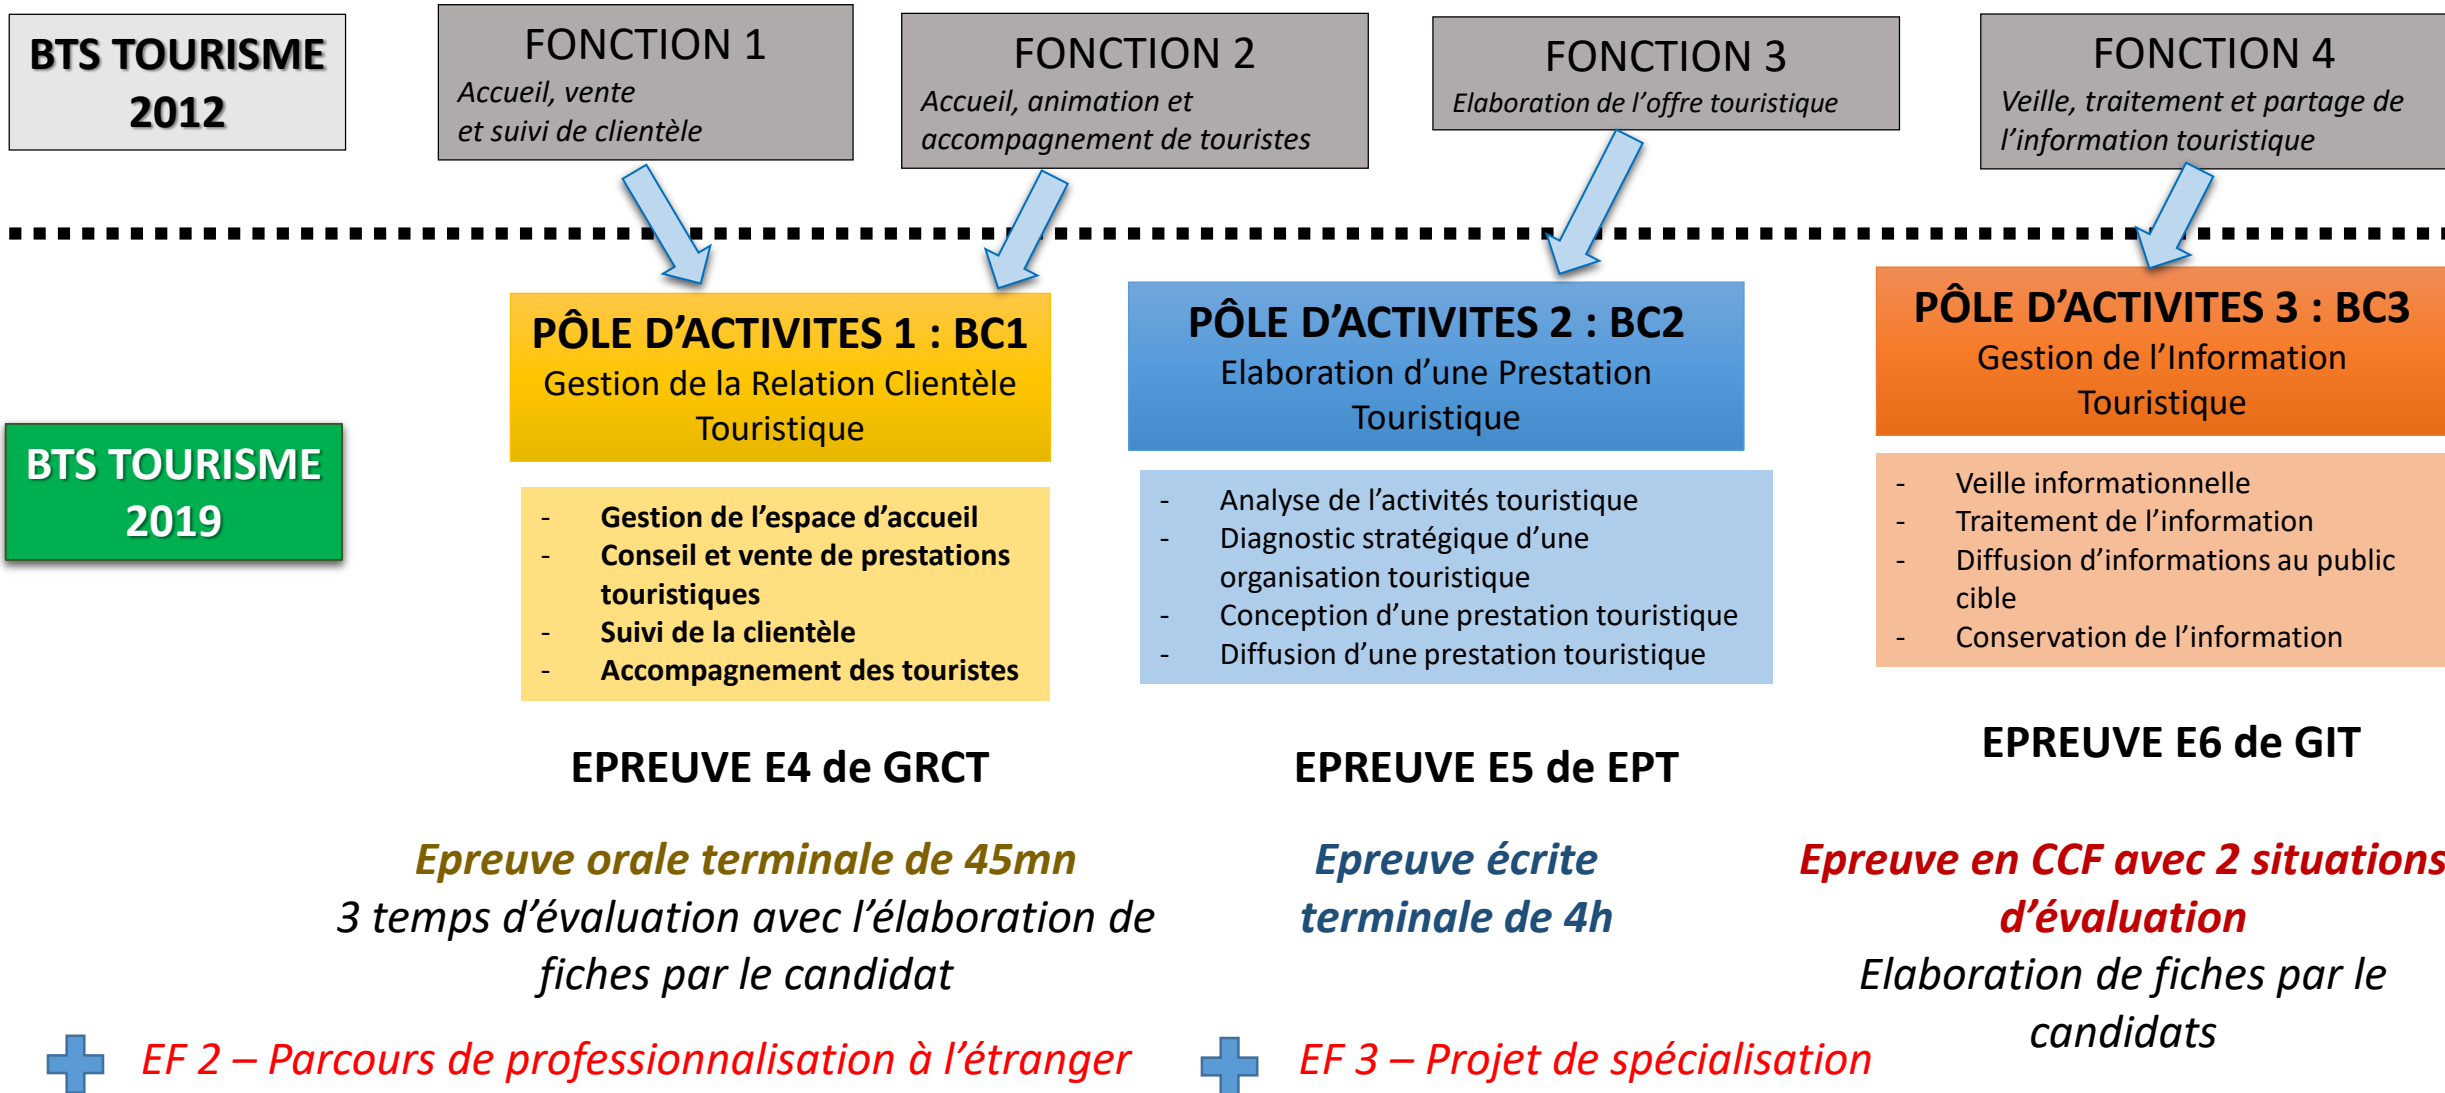 BTS TOURISME
2012
FONCTION 1
Accueil, vente
et suivi de clientèle
FONCTION 2
Accueil, animation et
accompagnement de touristes
FONCTION 3
Elaboration de l’offre touristique
FONCTION 4
Veille, traitement et partage de
l’information touristique
BTS TOURISME
2019
PÔLE D’ACTIVITES 1 : BC1
Gestion de la Relation Clientèle
Touristique
- Gestion de l’espace d’accueil
- Conseil et vente de prestations
touristiques
- Suivi de la clientèle
- Accompagnement des touristes
EPREUVE E4 de GRCT
Epreuve orale terminale de 45mn
3 temps d’évaluation avec l’élaboration de
fiches par le candidat
PÔLE D’ACTIVITES 2 : BC2
Elaboration d’une Prestation
Touristique
- Analyse de l’activités touristique
- Diagnostic stratégique d’une
organisation touristique
- Conception d’une prestation touristique
- Diffusion d’une prestation touristique
EPREUVE E5 de EPT
Epreuve écrite
terminale de 4h
PÔLE D’ACTIVITES 3 : BC3
Gestion de l’Information
Touristique
- Veille informationnelle
- Traitement de l’information
- Diffusion d’informations au public
cible
- Conservation de l’information
EPREUVE E6 de GIT
Epreuve en CCF avec 2 situations
d’évaluation
Elaboration de fiches par le
candidats
EF 2 – Parcours de professionnalisation à l’étranger
EF 3 – Projet de spécialisation